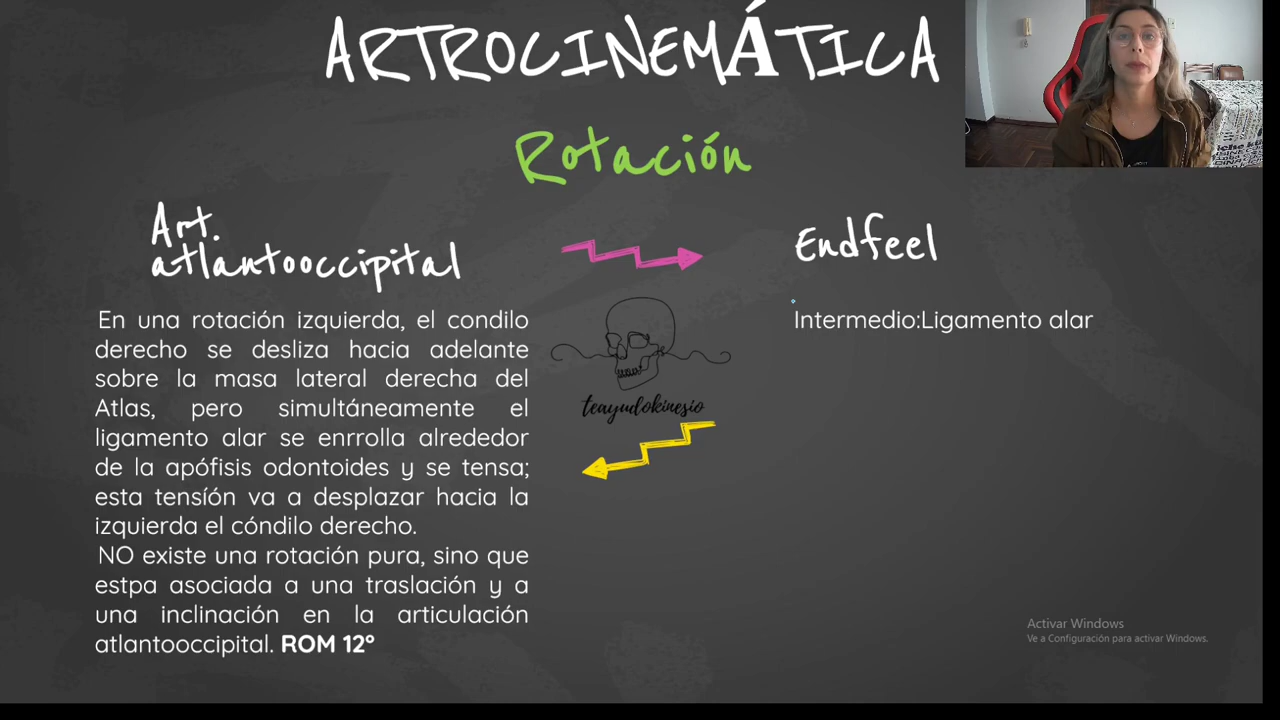 ARTROCINEMÁTICA
Rotación
Art.
atlantooccipital
En una rotación izquierda, el condilo
derecho se desliza hacia adelante
sobre la masa lateral derecha del
Atlas, pero simultáneamente el
ligamento alar se enrrolla alrededor
de la apófisis odontoides y se tensa;
esta tensíón va a desplazar hacia la
izquierda el cóndilo derecho.
NO existe una rotación pura, sino que
estpa asociada a una traslación y a
una inclinación en la articulación
atlantooccipital. ROM 12°
teayudokinesio
Endfeel
Intermedio:Ligamento alar
Activar Windows
Ve a Configuración para activar Windows.